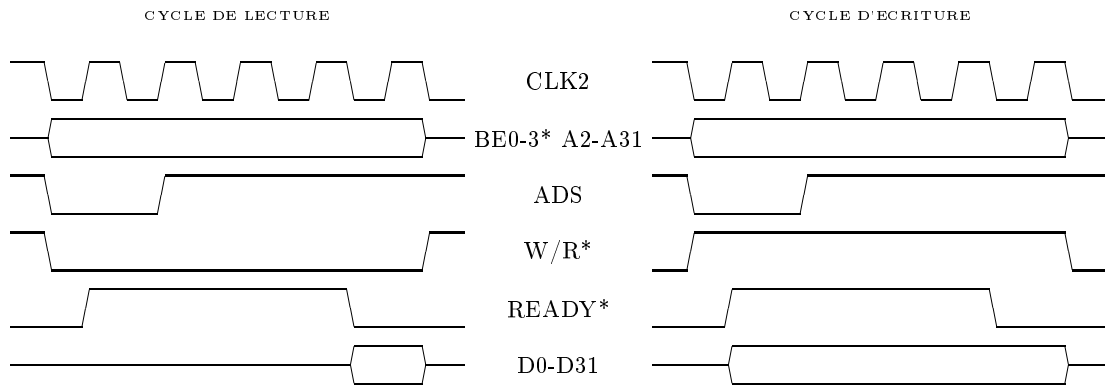 CYCLE DE LECTURE
CYCLE D'ECRITURE
CLK2
BE0-3* A2-A31
ADS
W/R*
READY*
D0-D31